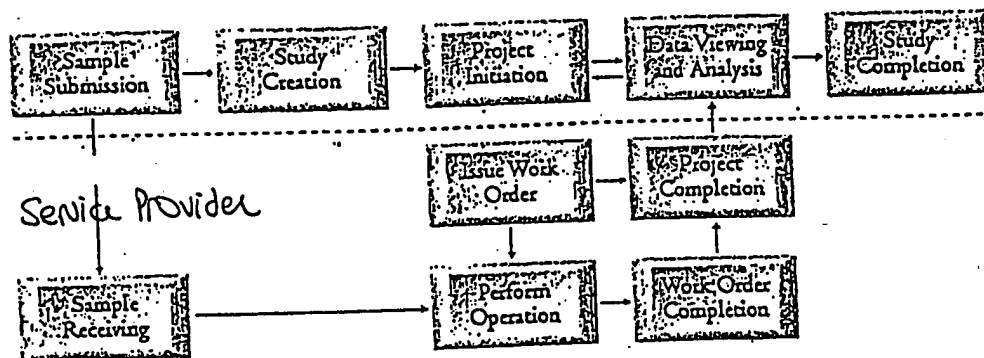 Sample
Submission
Study
Creation
Project
Initiation
Data Viewing
and Analysis
Study
Completion
Issue Work
Order
Project
Completion
Service Provider
Sample
Receiving
Perform
Operation
Work Order
Completion